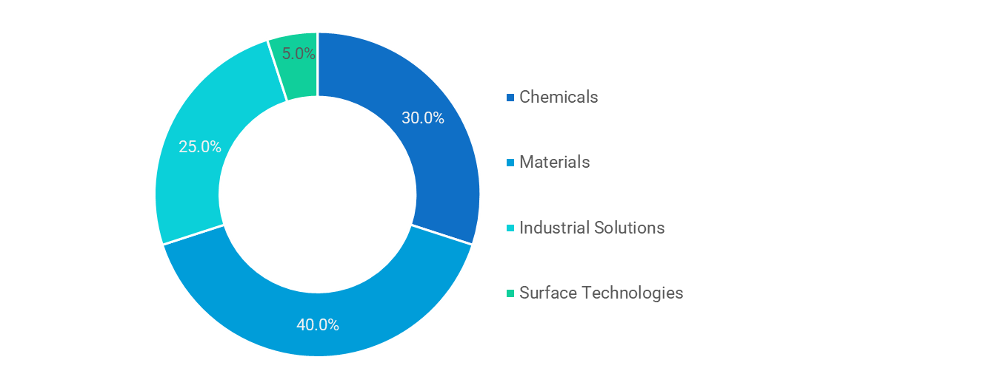 5.0%
30.0%
25.0%
40.0%
Chemicals
Materials
Industrial Solutions
Surface Technologies